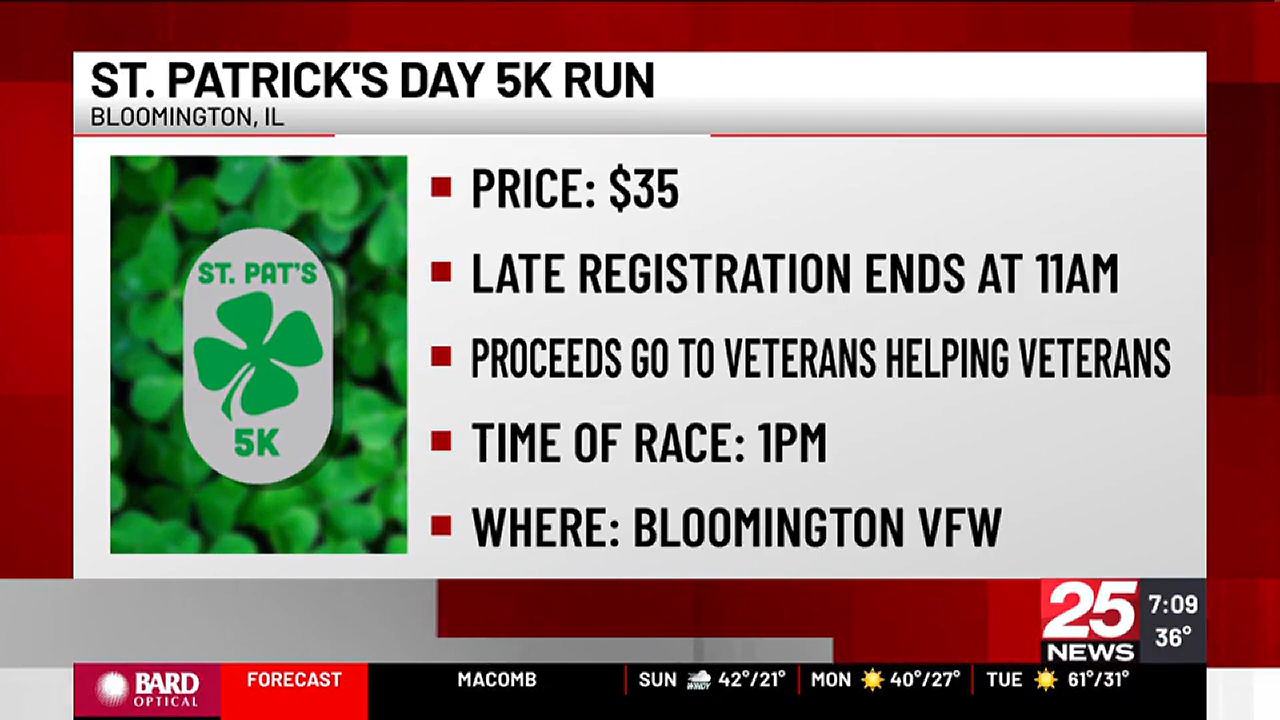 ST. PATRICK'S DAY 5K RUN
BLOOMINGTON, IL
ST. PAT'S
5K
PRICE: $35
LATE REGISTRATION ENDS AT 11AM
PROCEEDS GO TO VETERANS HELPING VETERANS
TIME OF RACE: 1PM
WHERE: BLOOMINGTON VFW
25
NEWS
7:09
36°
BARD
OPTICAL
FORECAST
MACOMB
SUN WINDY 42°/21° MON 40°/27° TUE 61°/31°